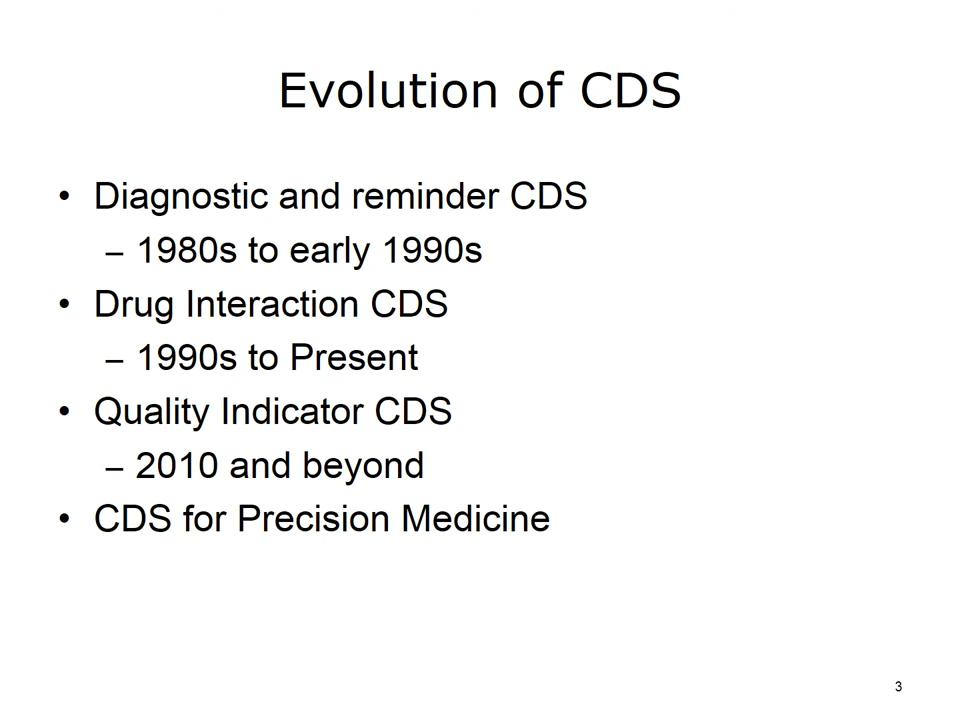 Evolution of CDS
• Diagnostic and reminder CDS
– 1980s to early 1990s
• Drug Interaction CDS
– 1990s to Present
• Quality Indicator CDS
– 2010 and beyond
• CDS for Precision Medicine
3